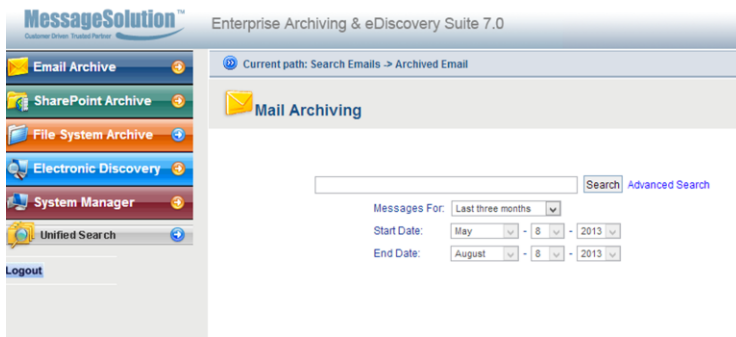 MessageSolution™
Customer Driven Trusted Partner
Enterprise Archiving & eDiscovery Suite 7.0
Email Archive
SharePoint Archive
File System Archive
Electronic Discovery
System Manager
Unified Search
Logout
Current path: Search Emails -> Archived Email
Mail Archiving
Search Advanced Search
Messages For: Last three months
Start Date: May - 8 - 2013
End Date: August - 8 - 2013